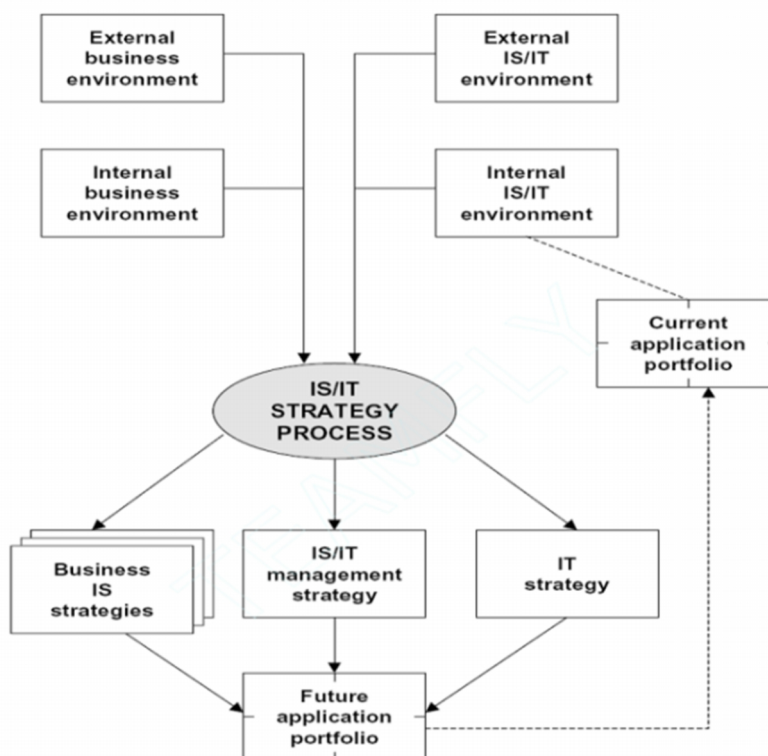 External
business
environment
External
IS/IT
environment
Internal
business
environment
Internal
IS/IT
environment
Current
application
portfolio
IS/IT
STRATEGY
PROCESS
Business
IS
strategies
IS/IT
management
strategy
IT
strategy
Future
application
portfolio
TEAMFLY